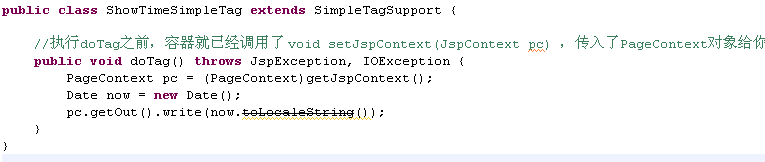 public class ShowTimeSimpleTag extends SimpleTagSupport {
//执行doTag之前，容器就已经调用了void setJspContext(JspContext pc) ，传入了PageContext对象给你
public void doTag() throws JspException, IOException {
PageContext pc = (PageContext)getJspContext();
Date now = new Date();
pc.getOut().write(now.toLocaleString());
}
}